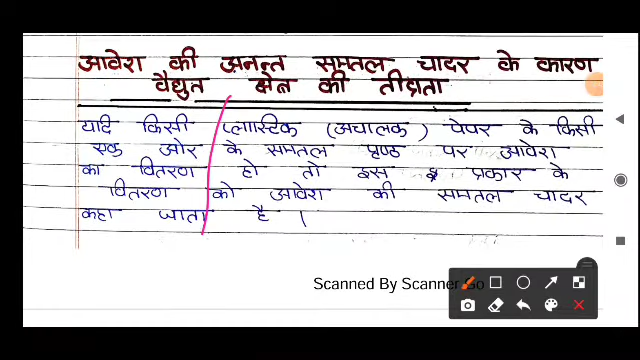 आवेश की अनन्त समतल चादर के कारण
वैद्युत क्षेत्र की तीव्रता
यदि किसी प्लास्टिक (अचालक) पेपर के किसी
एक ओर के समतल पृष्ठ पर आवेश
का वितरण हो तो इस प्रकार के
वितरण को आवेश की समतल चादर
कहा जाता है ।
Scanned By Scanner Go